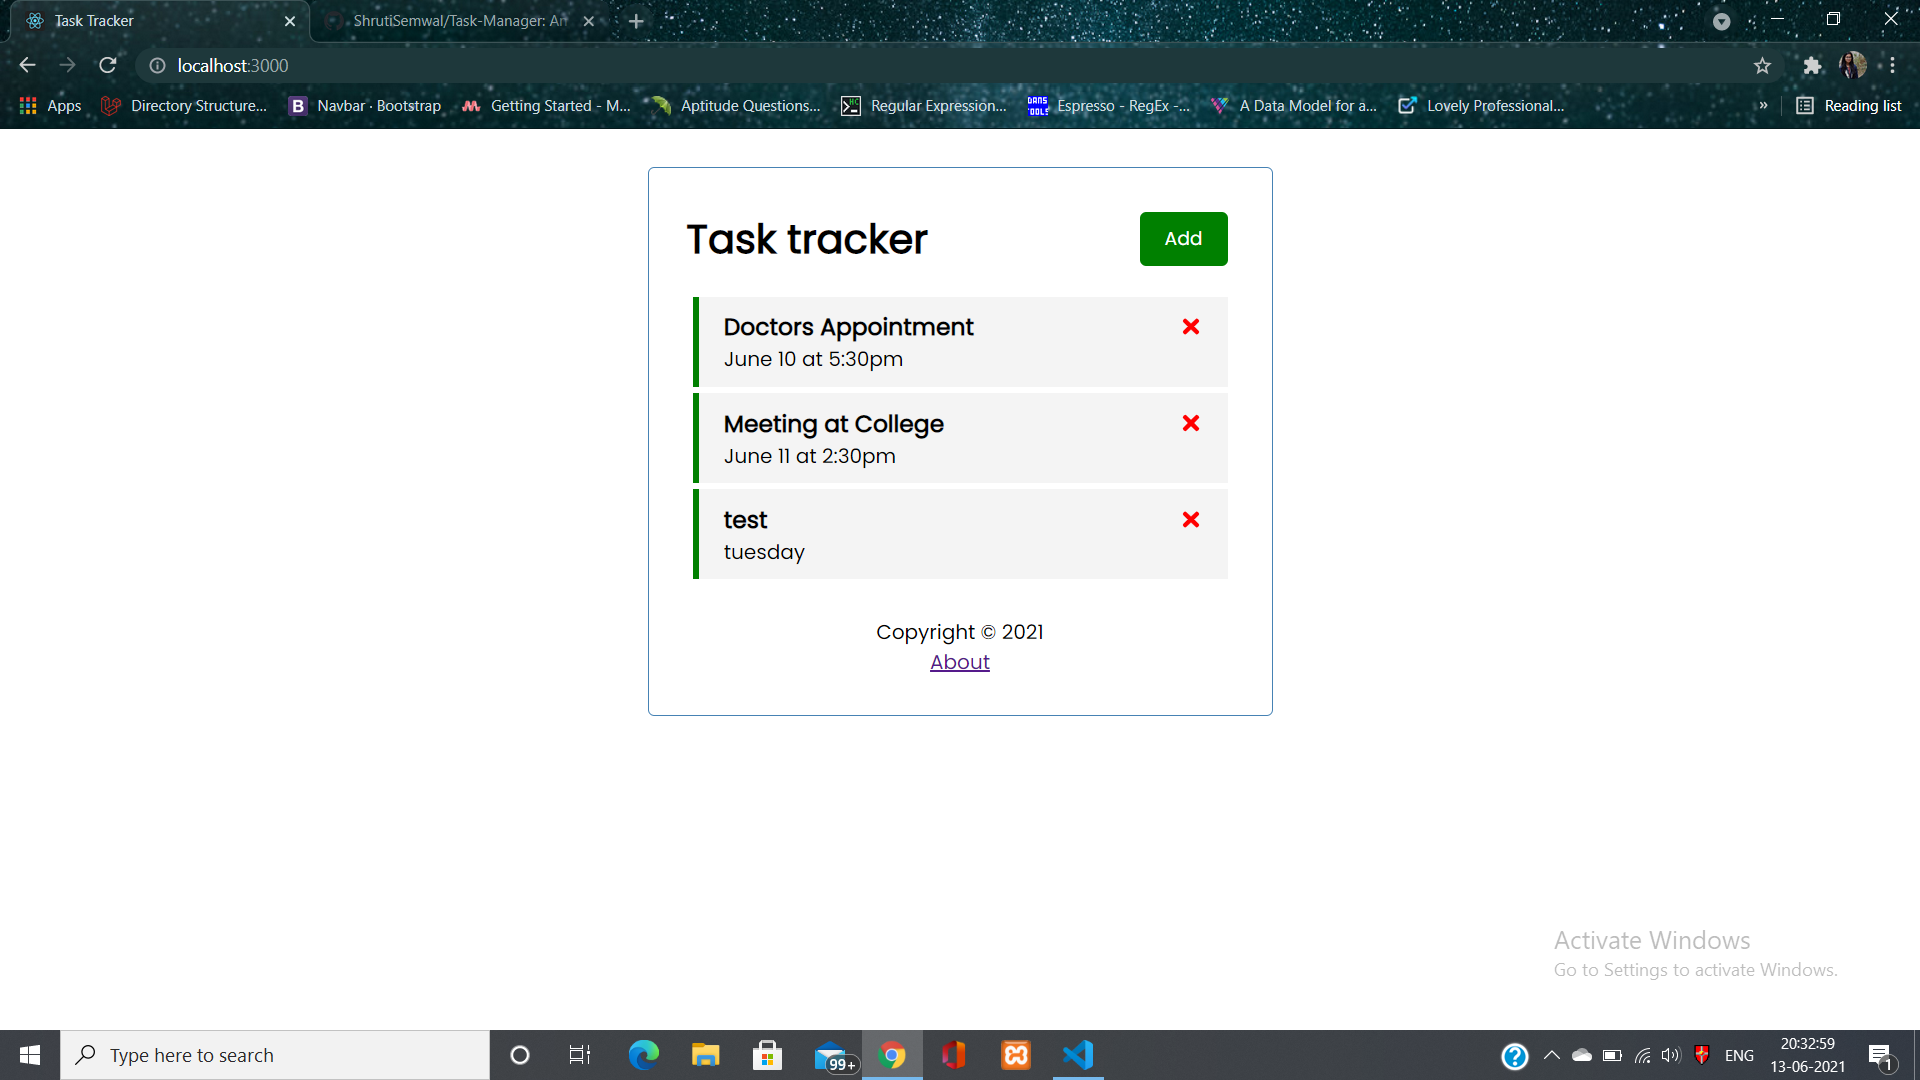 Task Tracker
ShrutiSemwal/Task-Manager: An
localhost:3000
Apps
Directory Structure...
Navbar · Bootstrap
Getting Started - M...
Aptitude Questions...
Regular Expression...
Espresso - RegEx -...
A Data Model for a...
Lovely Professional...
»
Reading list
Task tracker
Add
Doctors Appointment
June 10 at 5:30pm
Meeting at College
June 11 at 2:30pm
test
tuesday
Copyright © 2021
About
Activate Windows
Go to Settings to activate Windows.
Type here to search
99+
ENG
20:32:59
13-06-2021
1